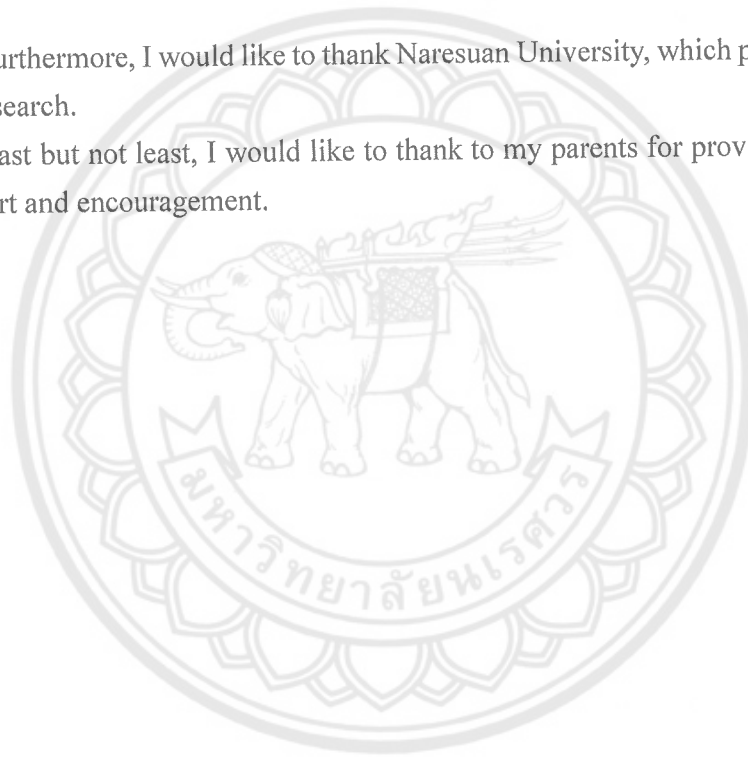 urthermore, I would like to thank Naresuan University, which p
search.
ast but not least, I would like to thank to my parents for prov
rt and encouragement.
มหาวิทยาลัยนเรศวร